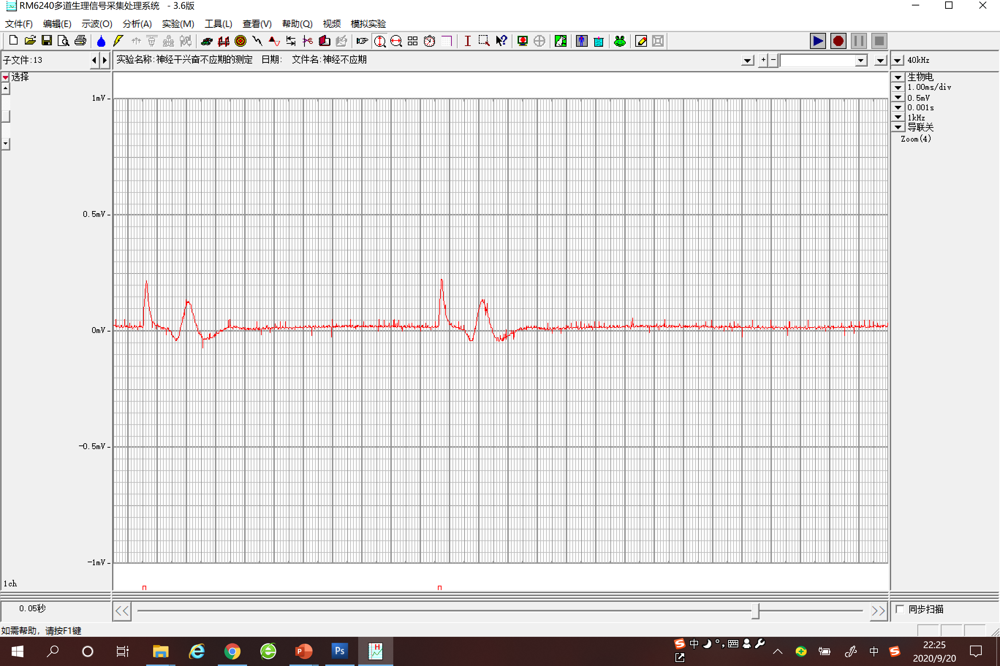 RM6240多道生理信号采集处理系统 - 3.6版
文件(F) 编辑(E) 示波(O) 分析(A) 实验(M) 工具(L) 查看(V) 帮助(Q) 视频 模拟实验
子文件:13 实验名称:神经干兴奋不应期的测定 日期: 文件名:神经不应期 + − 40kHz
选择
生物电
1.00ms/div
0.5mV
0.001s
1kHz
导联关
Zoom(4)
1mV
0.5mV
0mV
-0.5mV
-1mV
1ch
0.05秒 << >> 同步扫描
如需帮助，请按F1键
P Ps H
S 中 °, 中 S
22:25
2020/9/20